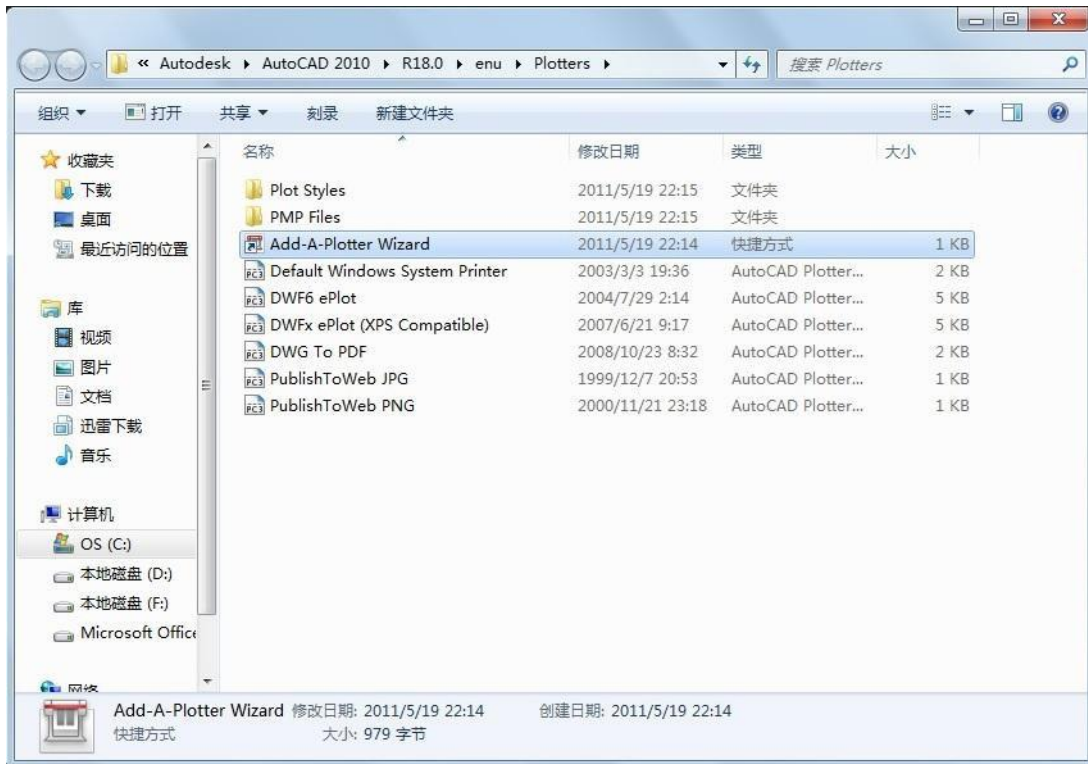 « Autodesk ▸ AutoCAD 2010 ▸ R18.0 ▸ enu ▸ Plotters ▸
搜索 Plotters
组织 打开 共享 刻录 新建文件夹
名称 修改日期 类型 大小
收藏夹
下载
桌面
最近访问的位置
库
视频
图片
文档
迅雷下载
音乐
计算机
OS (C:)
本地磁盘 (D:)
本地磁盘 (F:)
Microsoft Office
网络
Plot Styles 2011/5/19 22:15 文件夹
PMP Files 2011/5/19 22:15 文件夹
Add-A-Plotter Wizard 2011/5/19 22:14 快捷方式 1 KB
Default Windows System Printer 2003/3/3 19:36 AutoCAD Plotter... 2 KB
DWF6 ePlot 2004/7/29 2:14 AutoCAD Plotter... 5 KB
DWFx ePlot (XPS Compatible) 2007/6/21 9:17 AutoCAD Plotter... 5 KB
DWG To PDF 2008/10/23 8:32 AutoCAD Plotter... 2 KB
PublishToWeb JPG 1999/12/7 20:53 AutoCAD Plotter... 1 KB
PublishToWeb PNG 2000/11/21 23:18 AutoCAD Plotter... 1 KB
Add-A-Plotter Wizard 修改日期: 2011/5/19 22:14 创建日期: 2011/5/19 22:14
快捷方式 大小: 979 字节